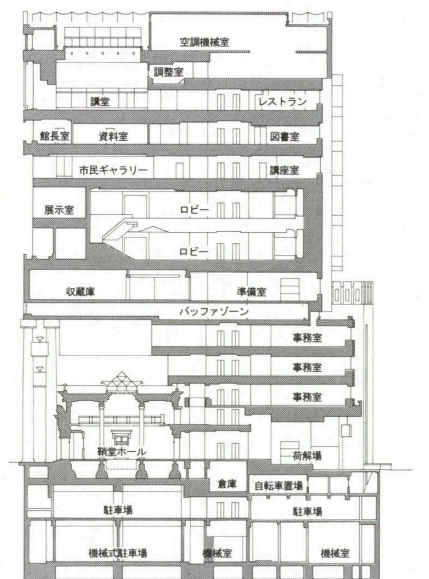 空調機械室
調整室
講堂
レストラン
館長室
資料室
図書室
市民ギャラリー
講座室
展示室
ロビー
ロビー
収蔵庫
準備室
バッファゾーン
事務室
事務室
事務室
鞘堂ホール
荷解場
倉庫
自転車置場
駐車場
駐車場
機械式駐車場
機械室
機械室